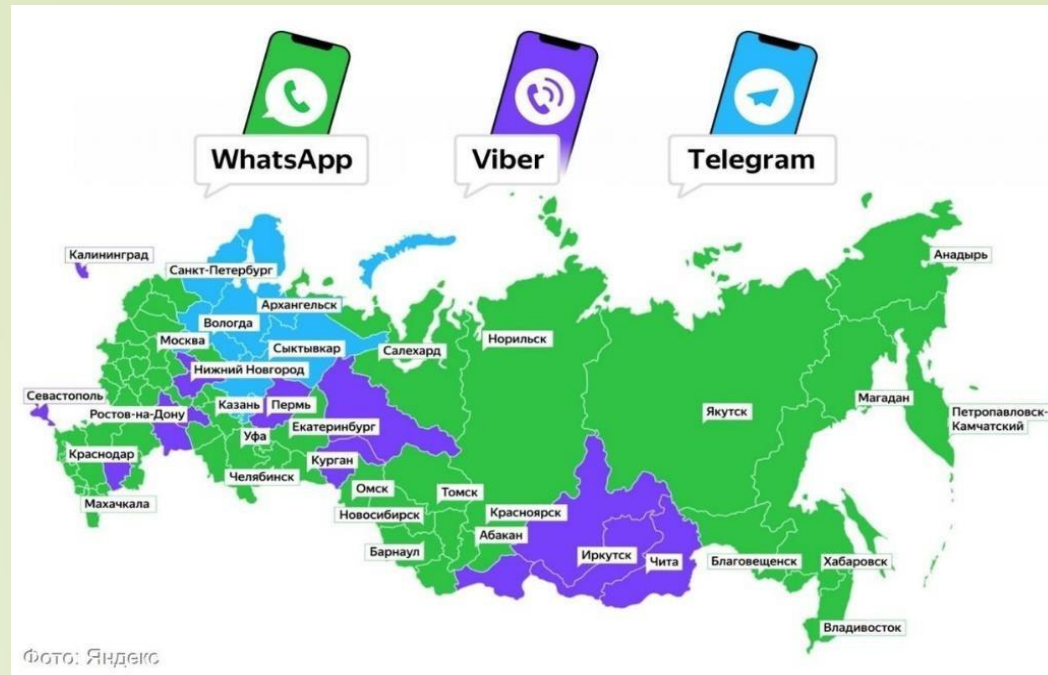 WhatsApp
Viber
Telegram
Калининград
Санкт-Петербург
Анадырь
Архангельск
Вологда
Москва
Сыктывкар
Салехард
Норильск
Нижний Новгород
Севастополь
Казань
Пермь
Ростов-на-Дону
Якутск
Магадан
Петропавловск-
Камчатский
Екатеринбург
Уфа
Краснодар
Курган
Челябинск
Омск
Томск
Махачкала
Новосибирск
Красноярск
Абакан
Барнаул
Иркутск
Чита
Благовещенск
Хабаровск
Владивосток
Фото: Яндекс